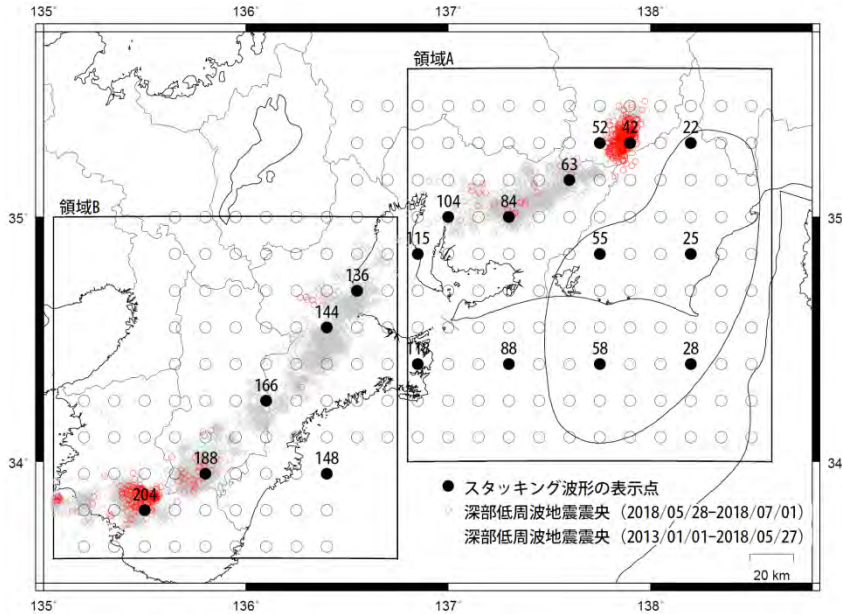 135° 136° 137° 138°
領域A
52 42 22
63
35° 104 84 35°
領域B
115 55 25
136
144
118 88 58 28
166
34° 34°
188 148
204
スタッキング波形の表示点
深部低周波地震震央（2018/05/28−2018/07/01）
深部低周波地震震央（2013/01/01−2018/05/27）
20 km
135° 136° 137° 138°